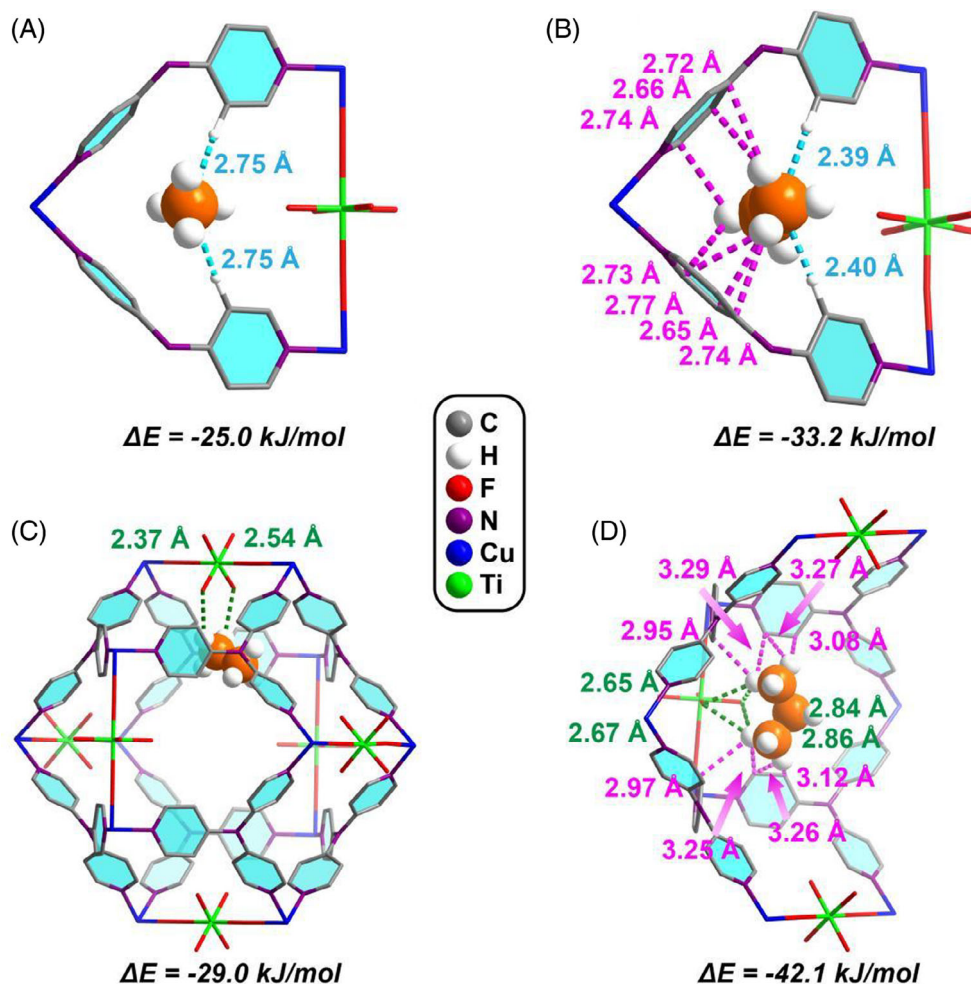 (A)
2.75 Å
2.75 Å
ΔE = -25.0 kJ/mol
(B)
2.72 Å
2.66 Å
2.74 Å
2.39 Å
2.40 Å
2.73 Å
2.77 Å
2.65 Å
2.74 Å
ΔE = -33.2 kJ/mol
C
H
F
N
Cu
Ti
(C)
2.37 Å 2.54 Å
ΔE = -29.0 kJ/mol
(D)
3.29 Å 3.27 Å
2.95 Å 3.08 Å
2.65 Å 2.84 Å
2.67 Å 2.86 Å
2.97 Å 3.12 Å
3.25 Å 3.26 Å
ΔE = -42.1 kJ/mol